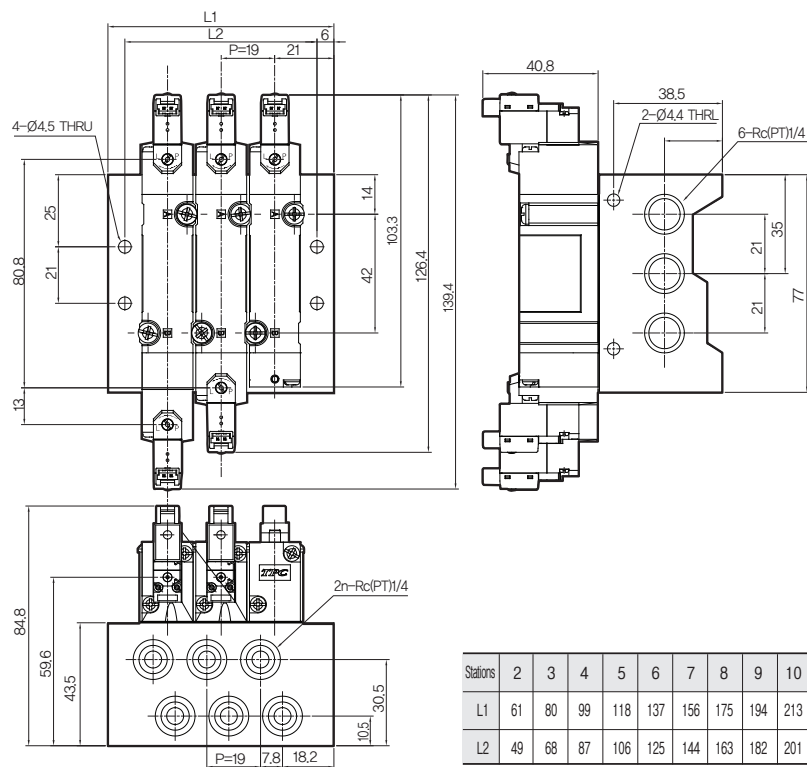 L1
L2
6
P=19
21
40.8
38.5
4-Ø4.5 THRU
2-Ø4.4 THRL
6-Rc(PT)1/4
14
25
103.3
35
126.4
80.8
21
42
139.4
21
77
21
13
TPC
2n-Rc(PT)1/4
84.8
59.6
43.5
30.5
10.5
P=19
7.8
18.2
Stations 2 3 4 5 6 7 8 9 10
L1 61 80 99 118 137 156 175 194 213
L2 49 68 87 106 125 144 163 182 201